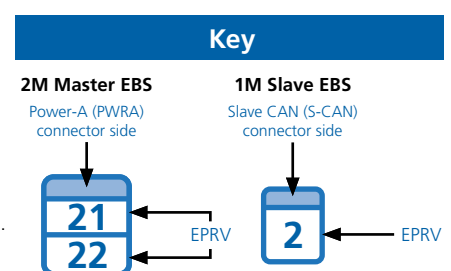 Key
2M Master EBS
Power-A (PWRA)
connector side
21
22
EPRV
1M Slave EBS
Slave CAN (S-CAN)
connector side
2
EPRV
.